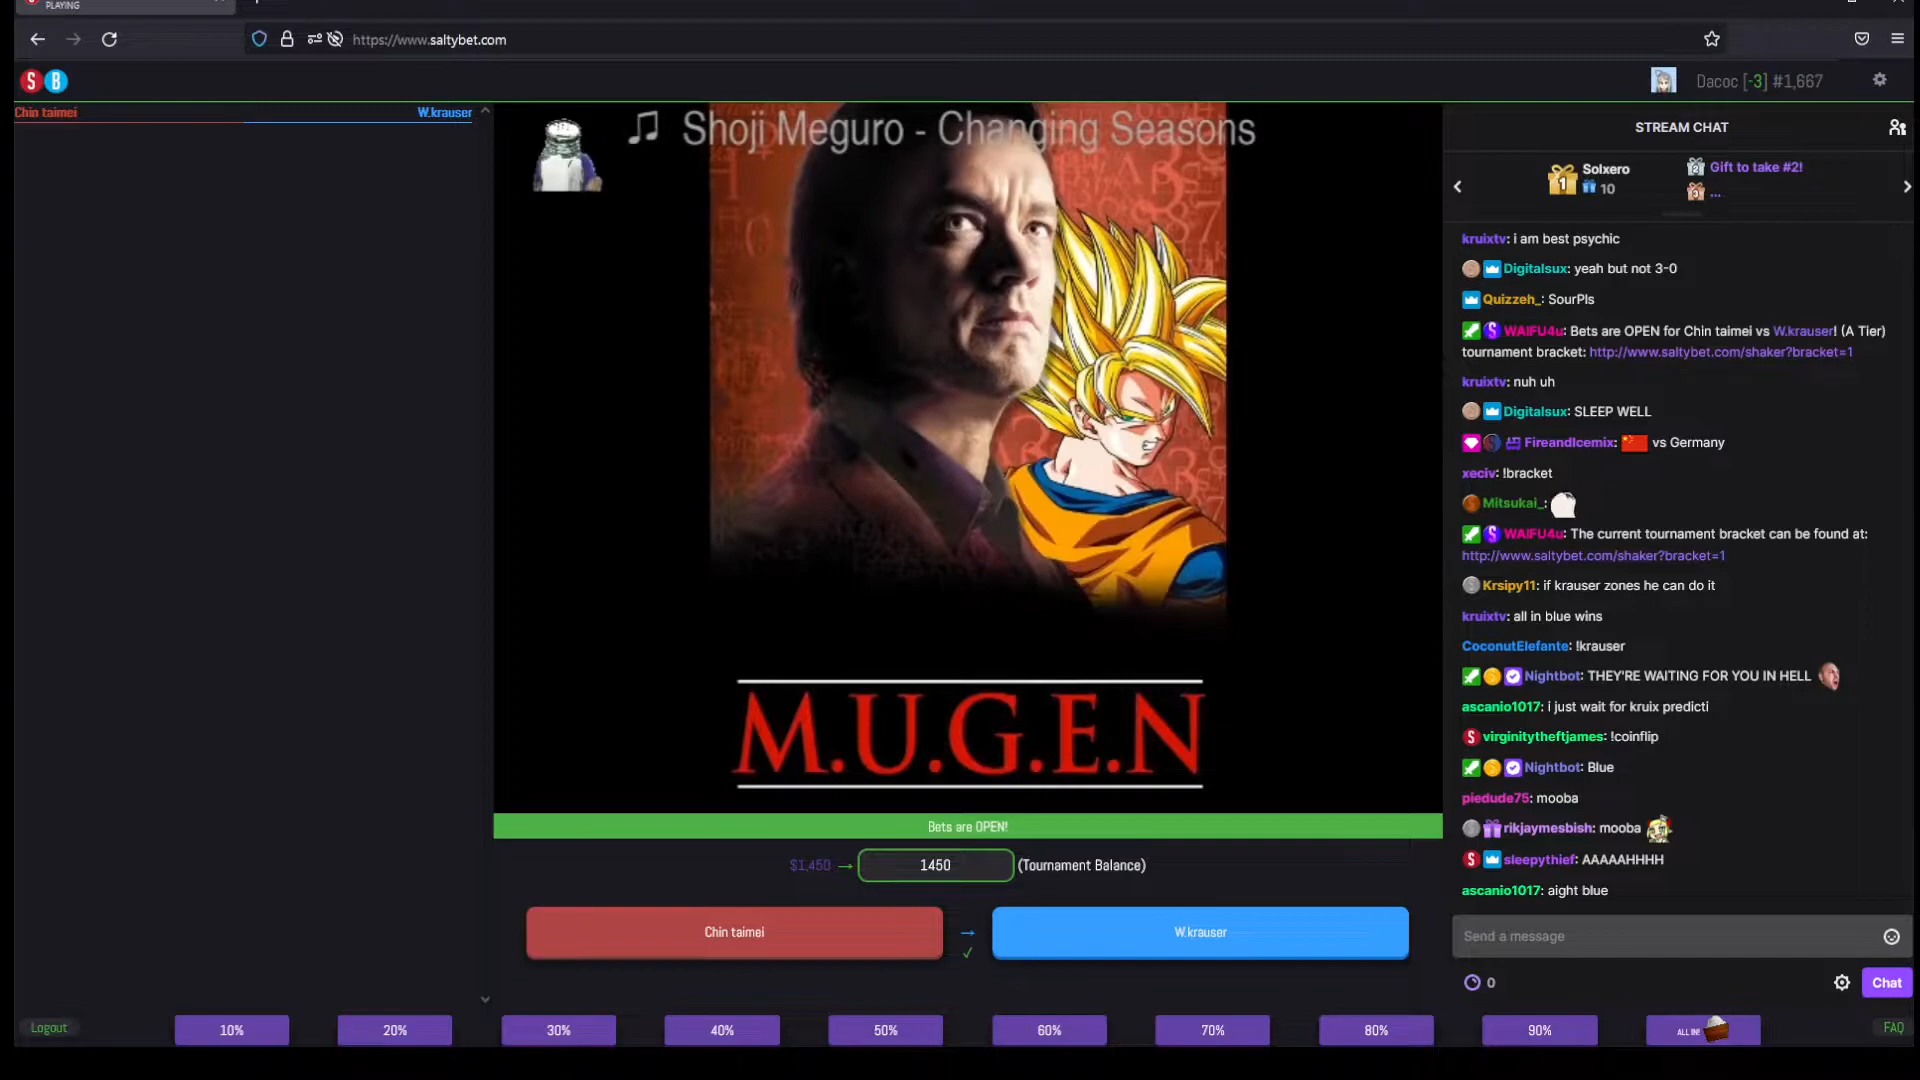 PLAYING
https://www.saltybet.com
S B
Dacoc [-3] #1,667
Chin taimei
W.krauser
♫ Shoji Meguro - Changing Seasons
M.U.G.E.N
Bets are OPEN!
$1,450 → 1450 (Tournament Balance)
Chin taimei
→
✓
W.krauser
STREAM CHAT
1 Solxero
10
2 Gift to take #2!
3 ...
kruixtv: i am best psychic
Digitalsux: yeah but not 3-0
Quizzeh_: SourPls
WAIFU4u: Bets are OPEN for Chin taimei vs W.krauser! (A Tier)
tournament bracket: http://www.saltybet.com/shaker?bracket=1
kruixtv: nuh uh
Digitalsux: SLEEP WELL
FireandIcemix: vs Germany
xeciv: !bracket
Mitsukai_:
WAIFU4u: The current tournament bracket can be found at:
http://www.saltybet.com/shaker?bracket=1
Krsipy11: if krauser zones he can do it
kruixtv: all in blue wins
CoconutElefante: !krauser
Nightbot: THEY'RE WAITING FOR YOU IN HELL
ascanio1017: i just wait for kruix predicti
virginitytheftjames: !coinflip
Nightbot: Blue
piedude75: mooba
rikjaymesbish: mooba
sleepythief: AAAAAHHHH
ascanio1017: aight blue
Send a message
0
Chat
Logout
10%
20%
30%
40%
50%
60%
70%
80%
90%
ALL IN!
FAQ